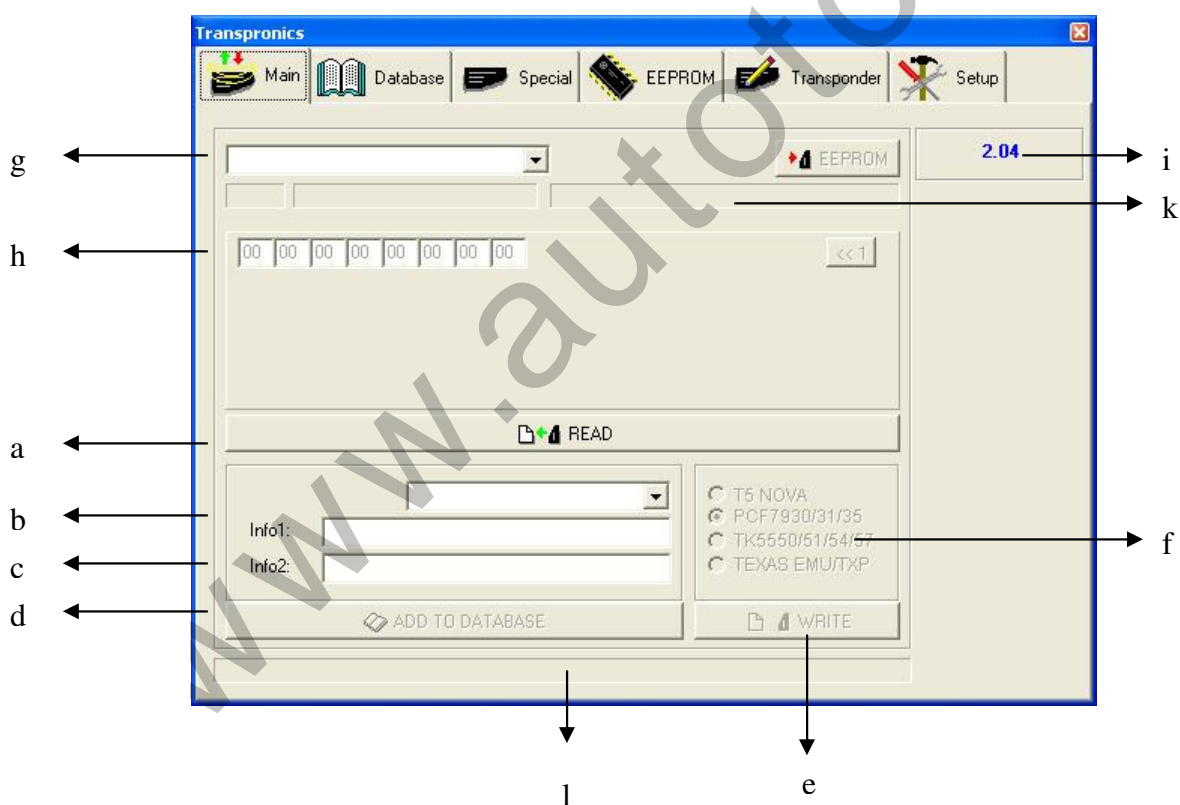 Transpronics
Main Database Special EEPROM Transponder Setup
g EEPROM 2.04 i
k
h 00 00 00 00 00 00 00 00 << 1
a READ
T5 NOVA
b Info1: PCF7930/31/35
TK5550/51/54/57 f
c Info2: TEXAS EMU/TXP
d ADD TO DATABASE WRITE
l e
www.autot